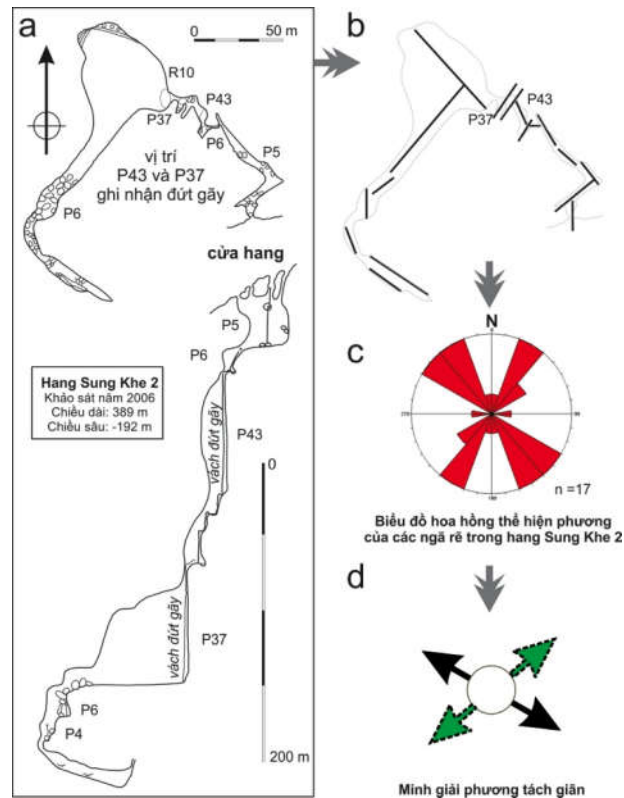 a
0 50 m
R10
P43
P37
P6
P5
vị trí
P43 và P37
ghi nhận đứt gãy
P6
cửa hang
P5
P6
Hang Sung Khe 2
Khảo sát năm 2006
Chiều dài: 389 m
Chiều sâu: -192 m
vách đứt gãy
P43
0
vách đứt gãy
P37
P6
P4
200 m
b
P43
P37
c
N
270
90
180
n =17
Biểu đồ hoa hồng thể hiện phương
của các ngã rẽ trong hang Sung Khe 2
d
Minh giải phương tách giãn